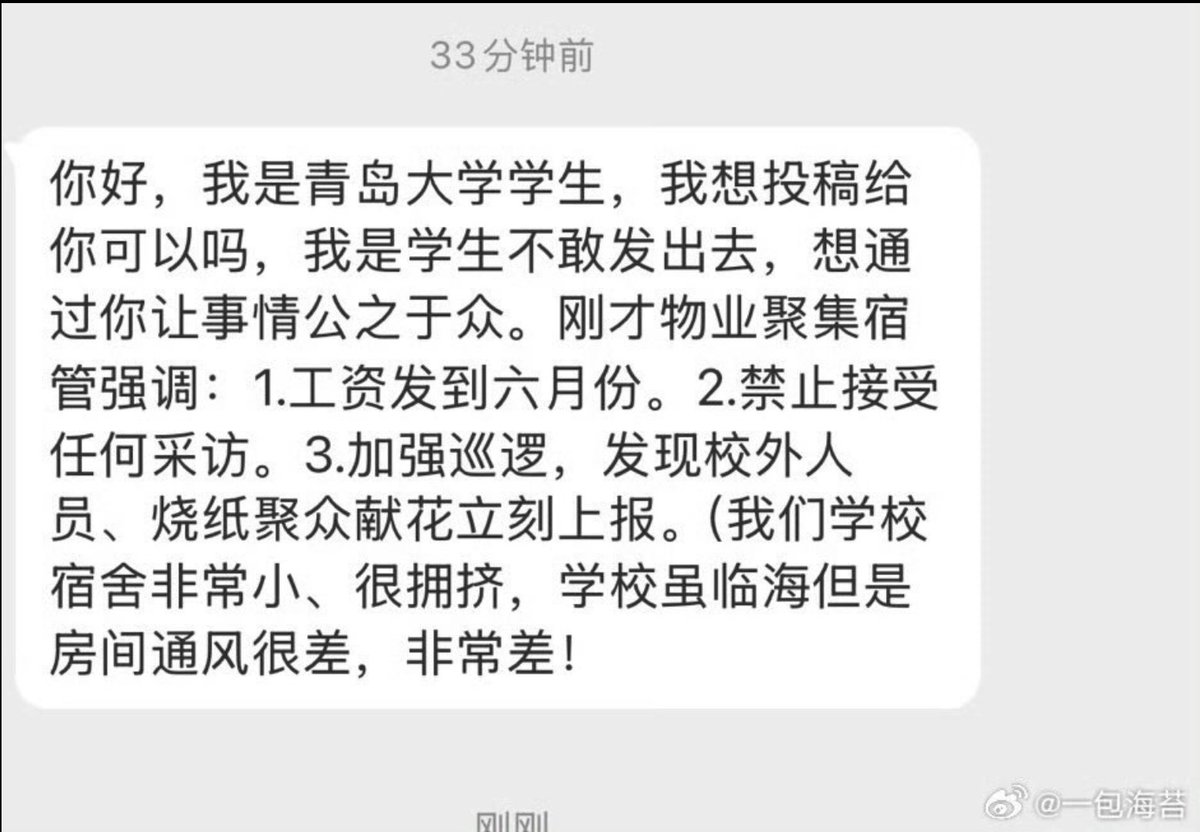 33分钟前
你好，我是青岛大学学生，我想投稿给
你可以吗，我是学生不敢发出去，想通
过你让事情公之于众。刚才物业聚集宿
管强调：1.工资发到六月份。2.禁止接受
任何采访。3.加强巡逻，发现校外人
员、烧纸聚众献花立刻上报。（我们学校
宿舍非常小、很拥挤，学校虽临海但是
房间通风很差，非常差！
刚刚
@一包海苔